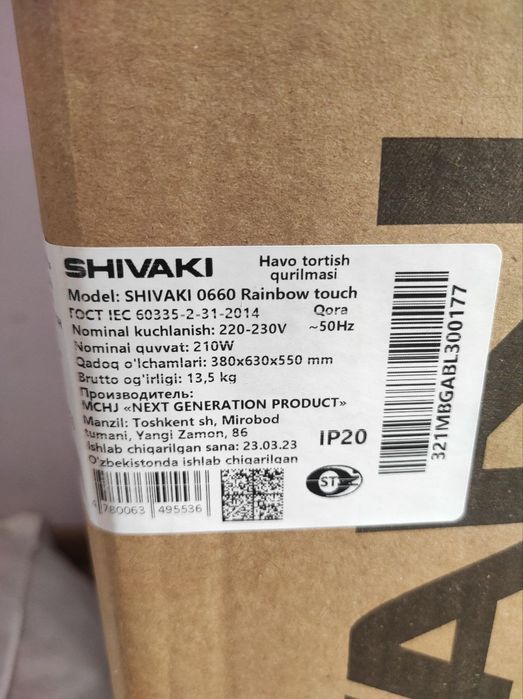 SHIVAKI
Havo tortish
qurilmasi
Model: SHIVAKI 0660 Rainbow touch
ГОСТ IEC 60335-2-31-2014
Qora
Nominal kuchlanish: 220-230V ~50Hz
Nominal quvvat: 210W
Qadoq o'lchamlari: 380x630x550 mm
Brutto og'irligi: 13,5 kg
Производитель:
MCHJ «NEXT GENERATION PRODUCT»
Manzil: Toshkent sh, Mirobod
tumani, Yangi Zamon, 86
Ishlab chiqarilgan sana: 23.03.23
O'zbekistonda ishlab chiqarilgan
IP20
4 780063 495536
ST
321MBGABL300177